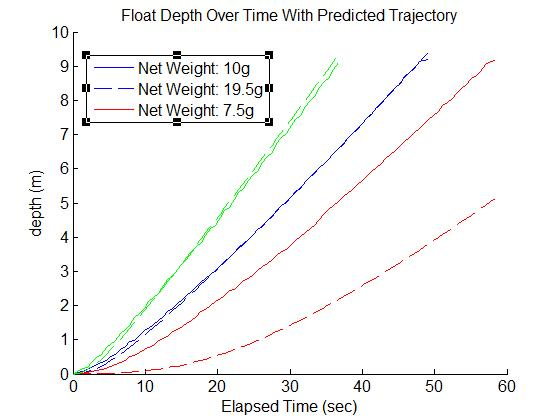 Float Depth Over Time With Predicted Trajectory
10
9
8
7
6
5
4
3
2
1
0
depth (m)
Net Weight: 10g
Net Weight: 19.5g
Net Weight: 7.5g
0 10 20 30 40 50 60
Elapsed Time (sec)